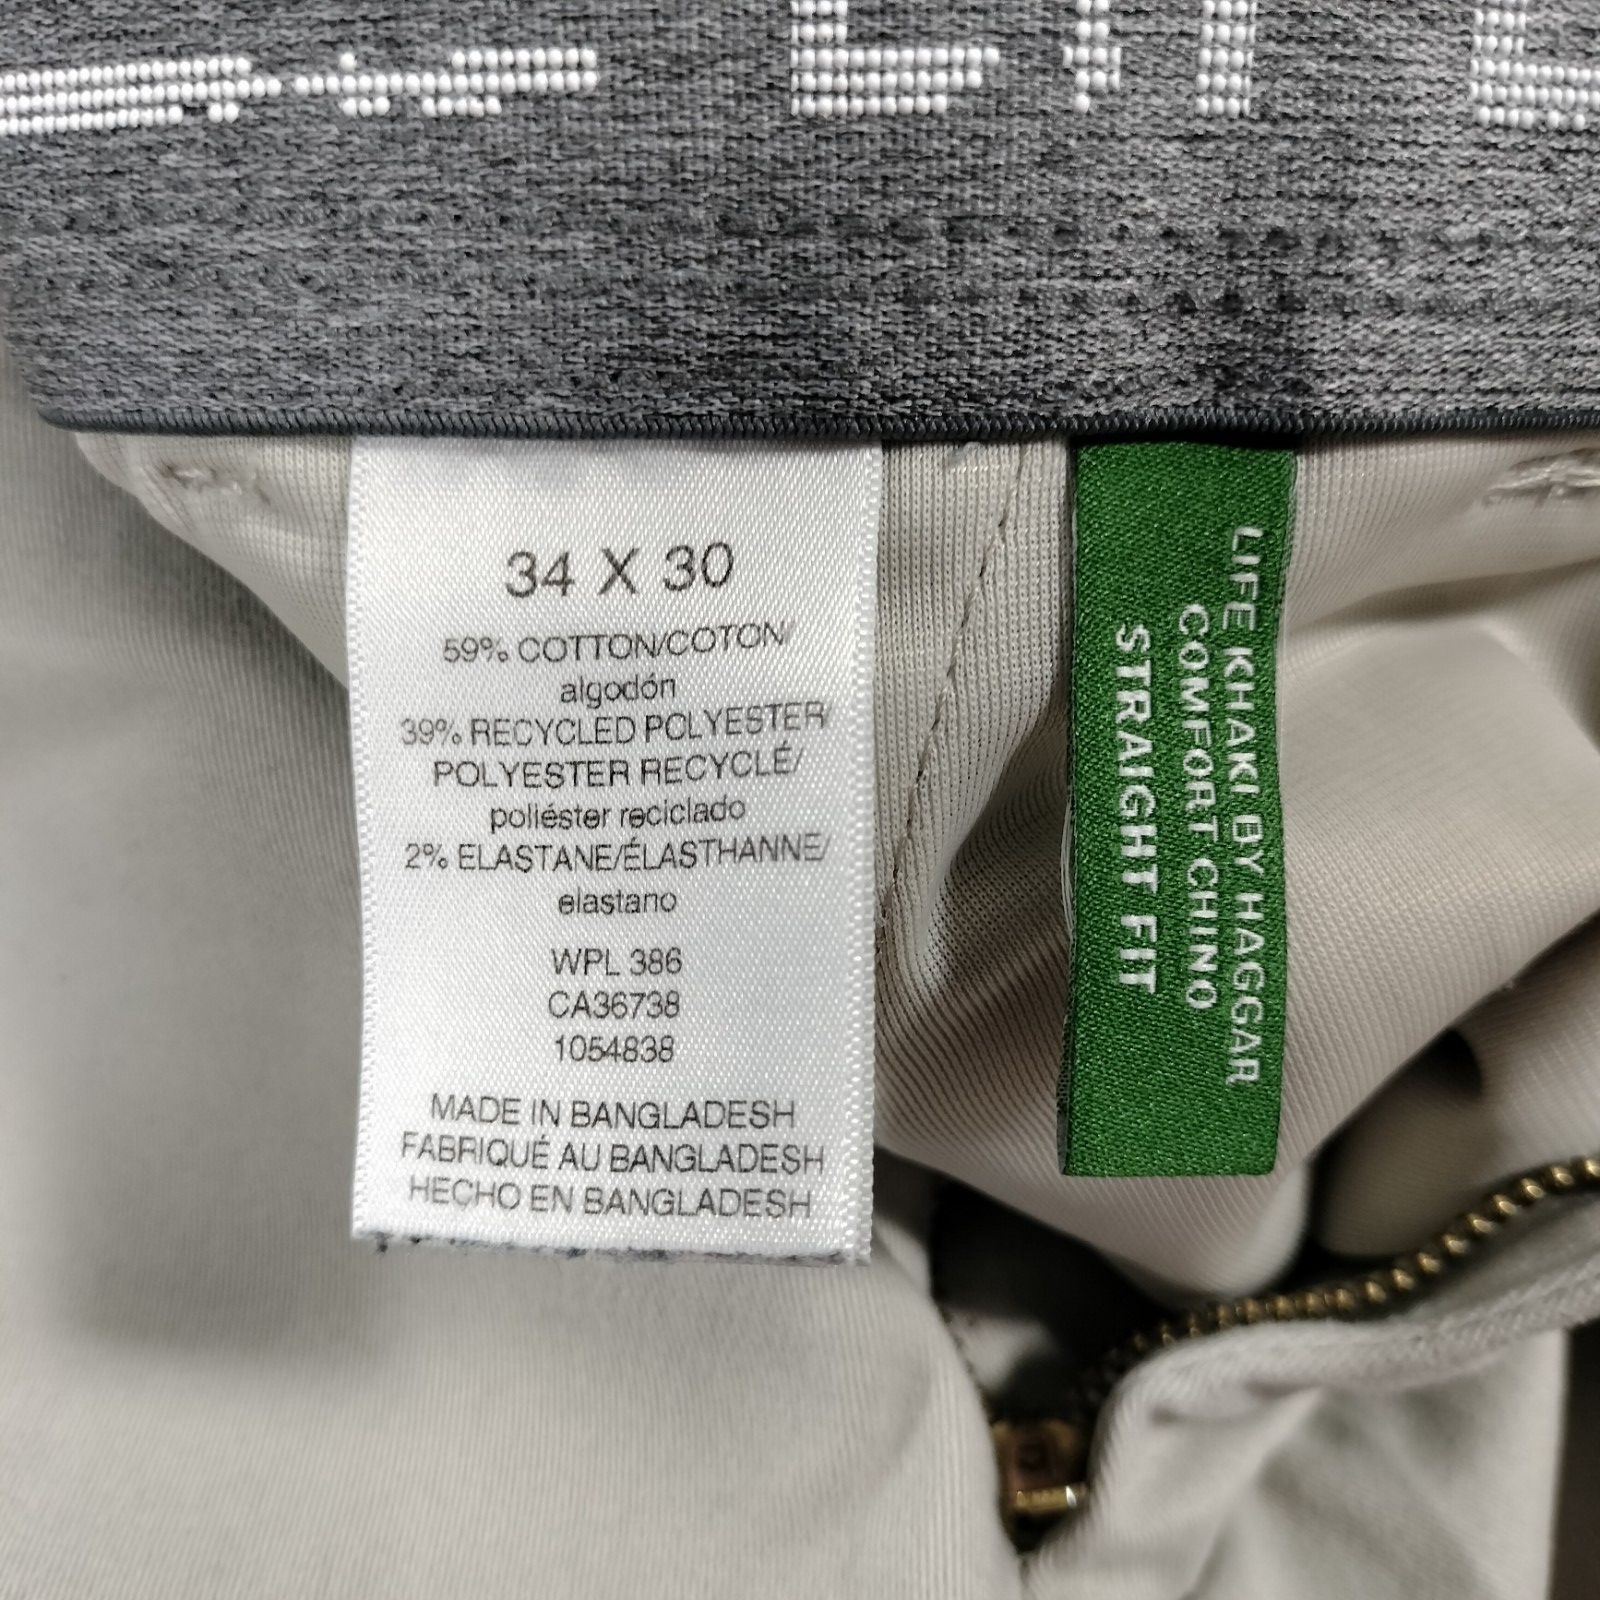 34 X 30
59% COTTON/COTON/
algodón
39% RECYCLED POLYESTER/
POLYESTER RECYCLÉ/
poliéster reciclado
2% ELASTANE/ÉLASTHANNE/
elastano
WPL 386
CA36738
1054838
MADE IN BANGLADESH
FABRIQUÉ AU BANGLADESH
HECHO EN BANGLADESH
LIFE KHAKI BY HAGGAR
COMFORT CHINO
STRAIGHT FIT